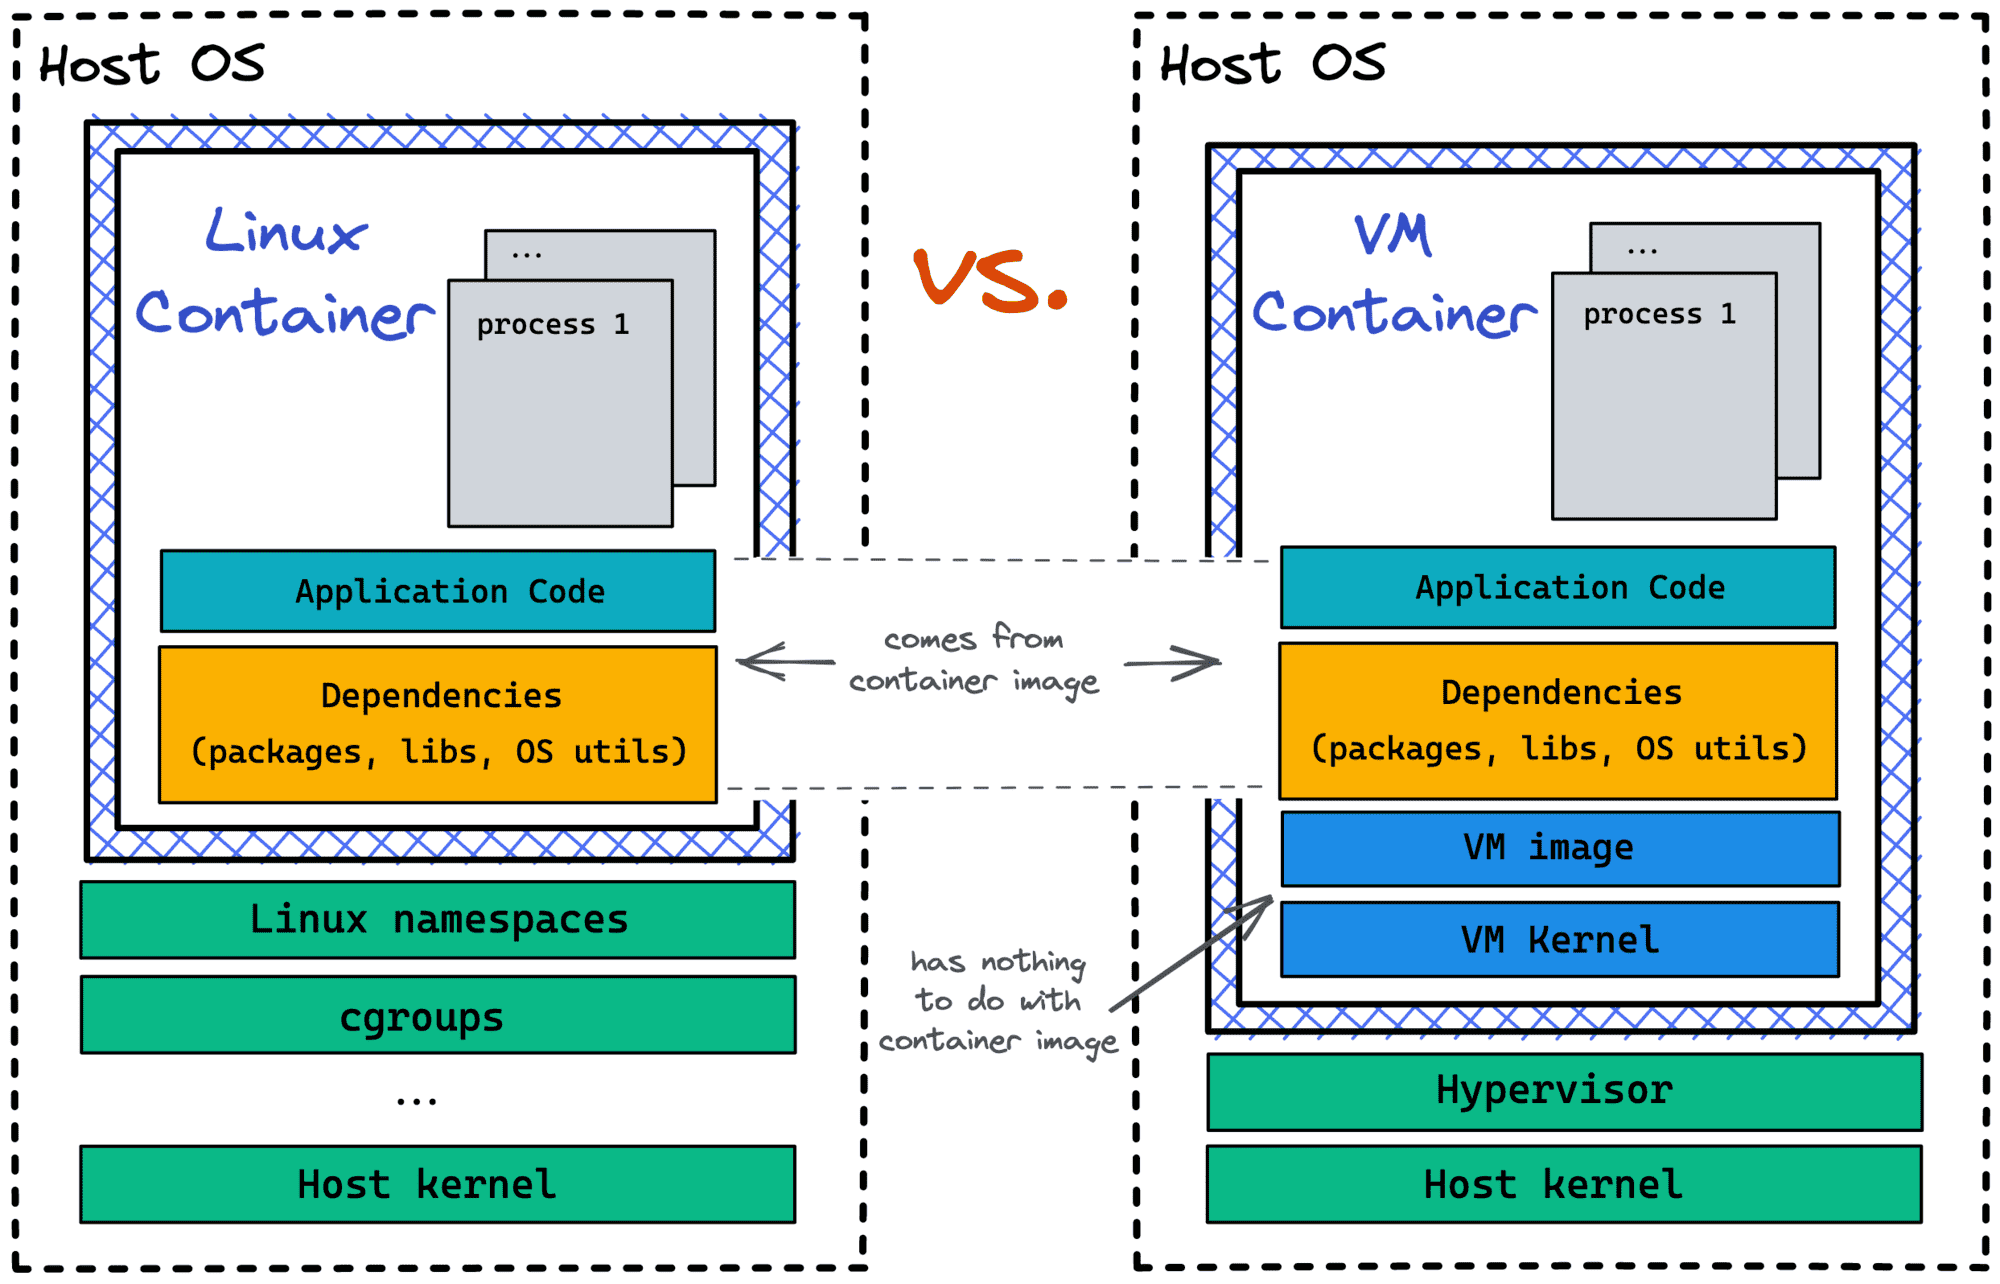 Host OS
Linux
Container
...
process 1
Application Code
Dependencies
(packages, libs, OS utils)
Linux namespaces
cgroups
...
Host kernel
vs.
comes from
container image
has nothing
to do with
container image
Host OS
VM
Container
...
process 1
Application Code
Dependencies
(packages, libs, OS utils)
VM image
VM Kernel
Hypervisor
Host kernel